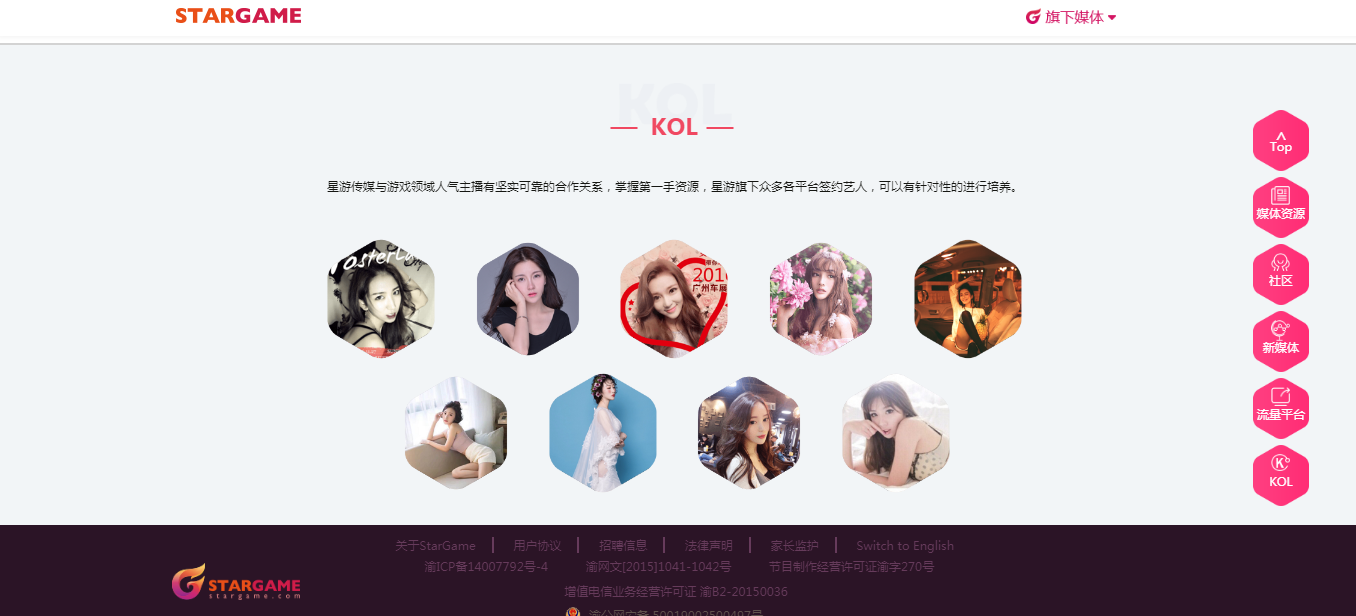 STARGAME
旗下媒体
KOL
KOL
星游传媒与游戏领域人气主播有坚实可靠的合作关系，掌握第一手资源，星游旗下众多各平台签约艺人，可以有针对性的进行培养。
201
广州车展
^
Top
媒体资源
社区
新媒体
流量平台
K
KOL
关于StarGame | 用户协议 | 招聘信息 | 法律声明 | 家长监护 | Switch to English
渝ICP备14007792号-4 渝网文[2015]1041-1042号 节目制作经营许可证渝字270号
STARGAME
stargame.com
增值电信业务经营许可证 渝B2-20150036
渝公网安备 50019002500497号